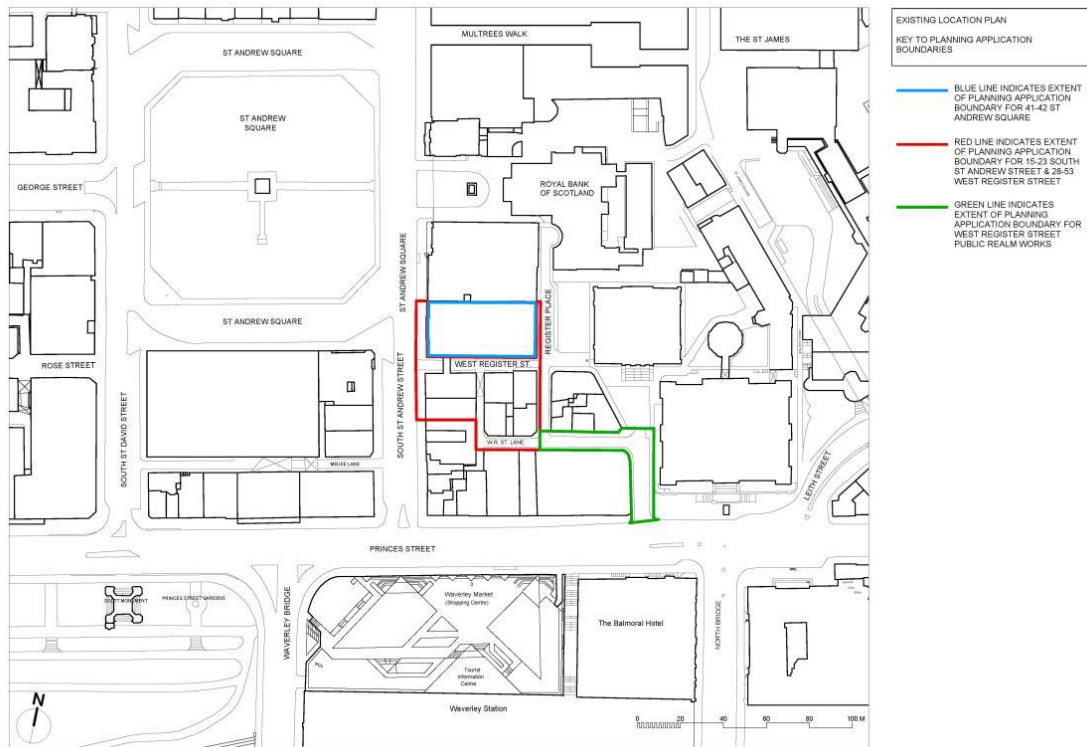 MULTREES WALK
THE ST JAMES
ST ANDREW SQUARE
ST ANDREW
SQUARE
GEORGE STREET
ROYAL BANK
OF SCOTLAND
ST ANDREW SQUARE
REGISTER PLACE
ST ANDREW SQUARE
WEST REGISTER ST.
ROSE STREET
SOUTH ST DAVID STREET
SOUTH ST ANDREW STREET
W.R. ST. LANE
MEUSE LANE
LEITH STREET
PRINCES STREET
SCOTT MONUMENT
PRINCES STREET GARDENS
WAVERLEY BRIDGE
Waverley Market
(Shopping Centre)
The Balmoral Hotel
NORTH BRIDGE
PCs
Tourist
Information
Centre
Waverley Station
N
0 20 40 60 80 100 M
EXISTING LOCATION PLAN
KEY TO PLANNING APPLICATION
BOUNDARIES
BLUE LINE INDICATES EXTENT
OF PLANNING APPLICATION
BOUNDARY FOR 41-42 ST
ANDREW SQUARE
RED LINE INDICATES EXTENT
OF PLANNING APPLICATION
BOUNDARY FOR 15-23 SOUTH
ST ANDREW STREET & 28-53
WEST REGISTER STREET
GREEN LINE INDICATES
EXTENT OF PLANNING
APPLICATION BOUNDARY FOR
WEST REGISTER STREET
PUBLIC REALM WORKS